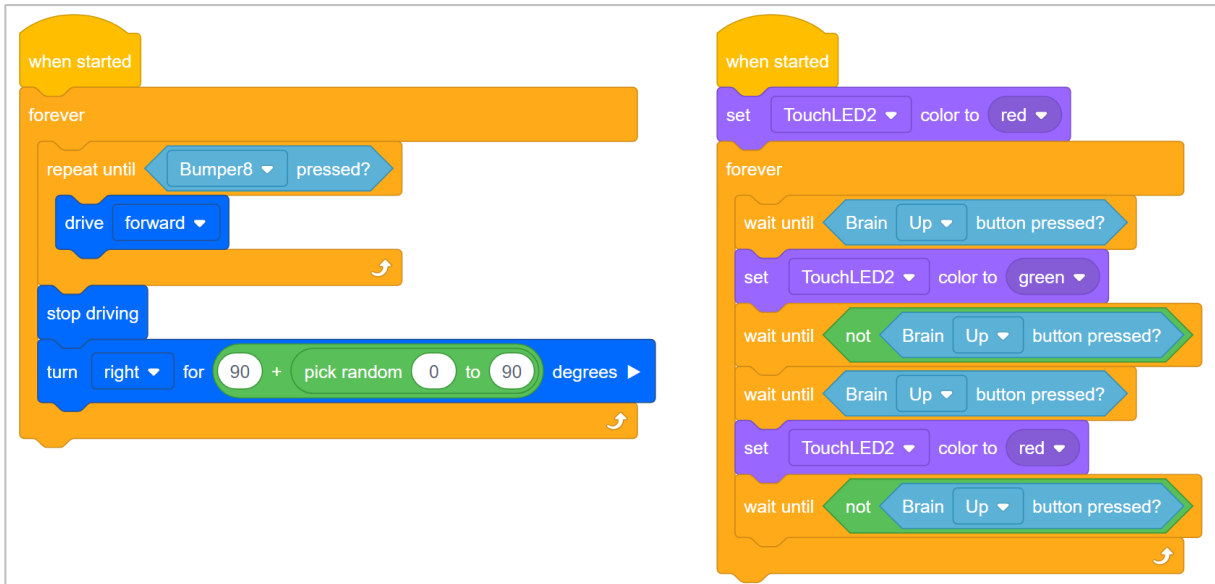 when started
forever
repeat until Bumper8 pressed?
drive forward
stop driving
turn right for 90 + pick random 0 to 90 degrees
when started
set TouchLED2 color to red
forever
wait until Brain Up button pressed?
set TouchLED2 color to green
wait until not Brain Up button pressed?
wait until Brain Up button pressed?
set TouchLED2 color to red
wait until not Brain Up button pressed?